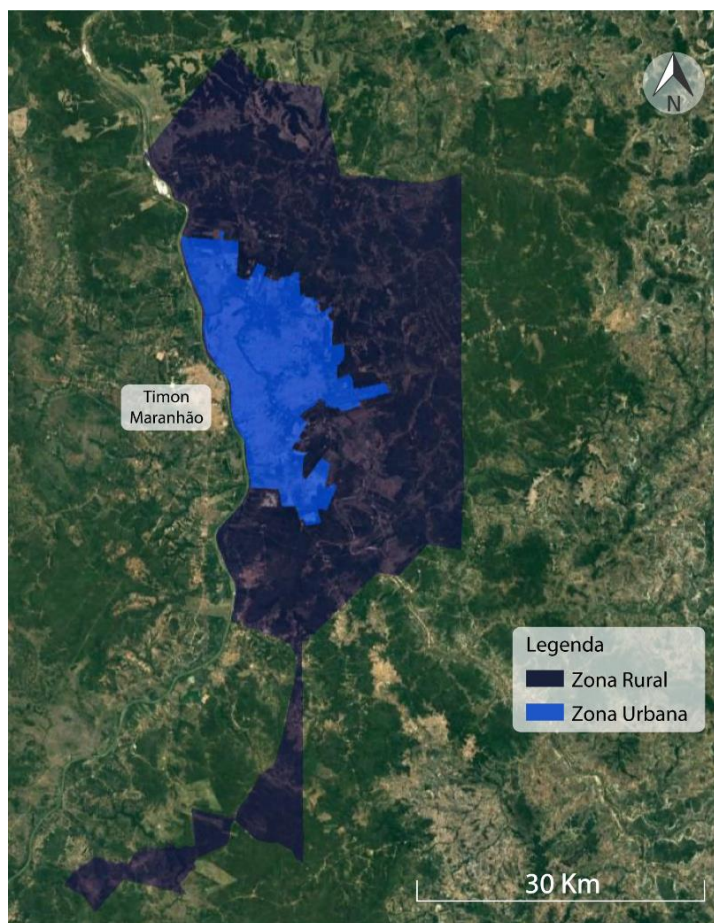 N
Timon
Maranhão
Legenda
Zona Rural
Zona Urbana
30 Km